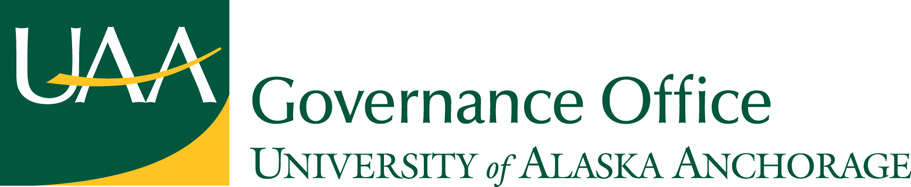 UAA
Governance Office
UNIVERSITY of ALASKA ANCHORAGE